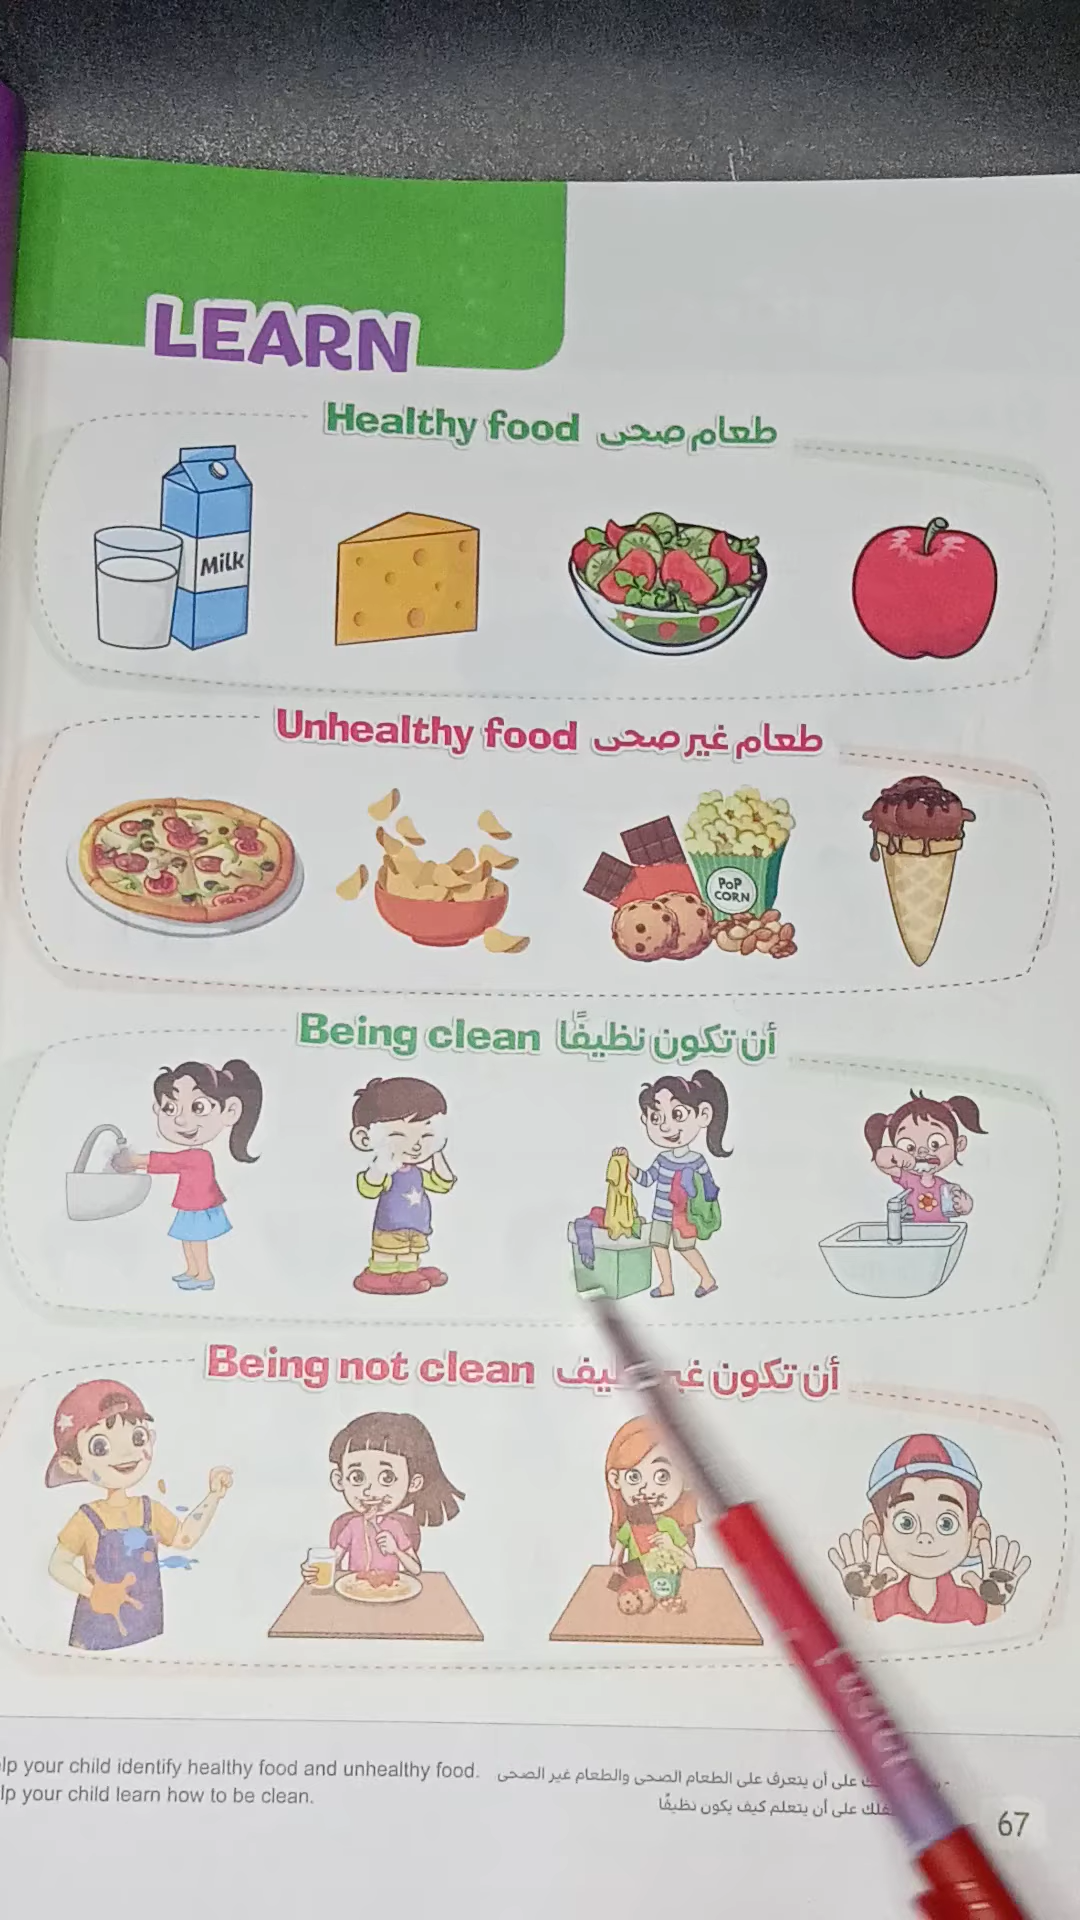 LEARN
Healthy food طعام صحى
Milk
Unhealthy food طعام غير صحى
PoP
CORN
Being clean أن تكون نظيفًا
Being not clean أن تكون
lp your child identify healthy food and unhealthy food. على أن يتعرف على الطعام الصحى والطعام غير الصحى
lp your child learn how to be clean. على أن يتعلم كيف يكون نظيفًا
67